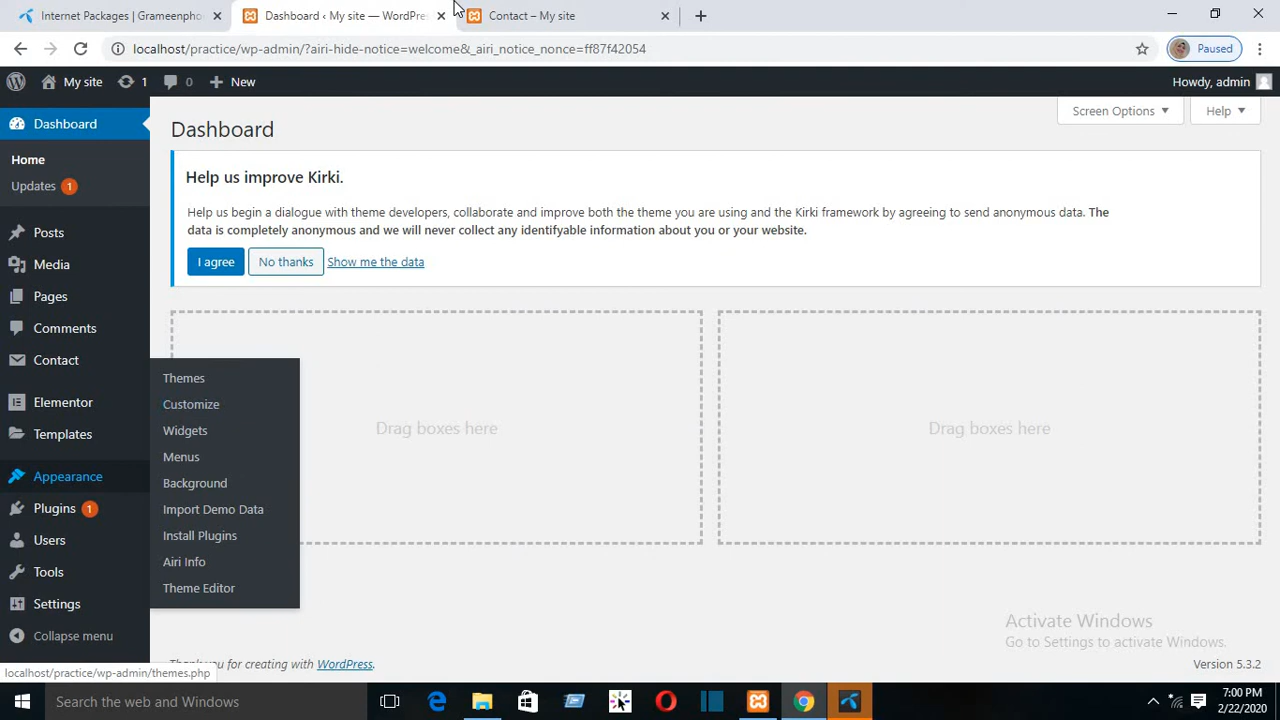 Internet Packages | Grameenpho
Dashboard ‹ My site — WordPre
Contact – My site
localhost/practice/wp-admin/?airi-hide-notice=welcome&_airi_notice_nonce=ff87f42054
Paused
My site
1
0
New
Howdy, admin
Dashboard
Home
Updates 1
Posts
Media
Pages
Comments
Contact
Elementor
Templates
Appearance
Plugins 1
Users
Tools
Settings
Collapse menu
Themes
Customize
Widgets
Menus
Background
Import Demo Data
Install Plugins
Airi Info
Theme Editor
Screen Options
Help
Dashboard
Help us improve Kirki.
Help us begin a dialogue with theme developers, collaborate and improve both the theme you are using and the Kirki framework by agreeing to send anonymous data. The
data is completely anonymous and we will never collect any identifyable information about you or your website.
I agree
No thanks
Show me the data
Drag boxes here
Drag boxes here
Activate Windows
Go to Settings to activate Windows.
Thank you for creating with WordPress.
Version 5.3.2
localhost/practice/wp-admin/themes.php
Search the web and Windows
7:00 PM
2/22/2020